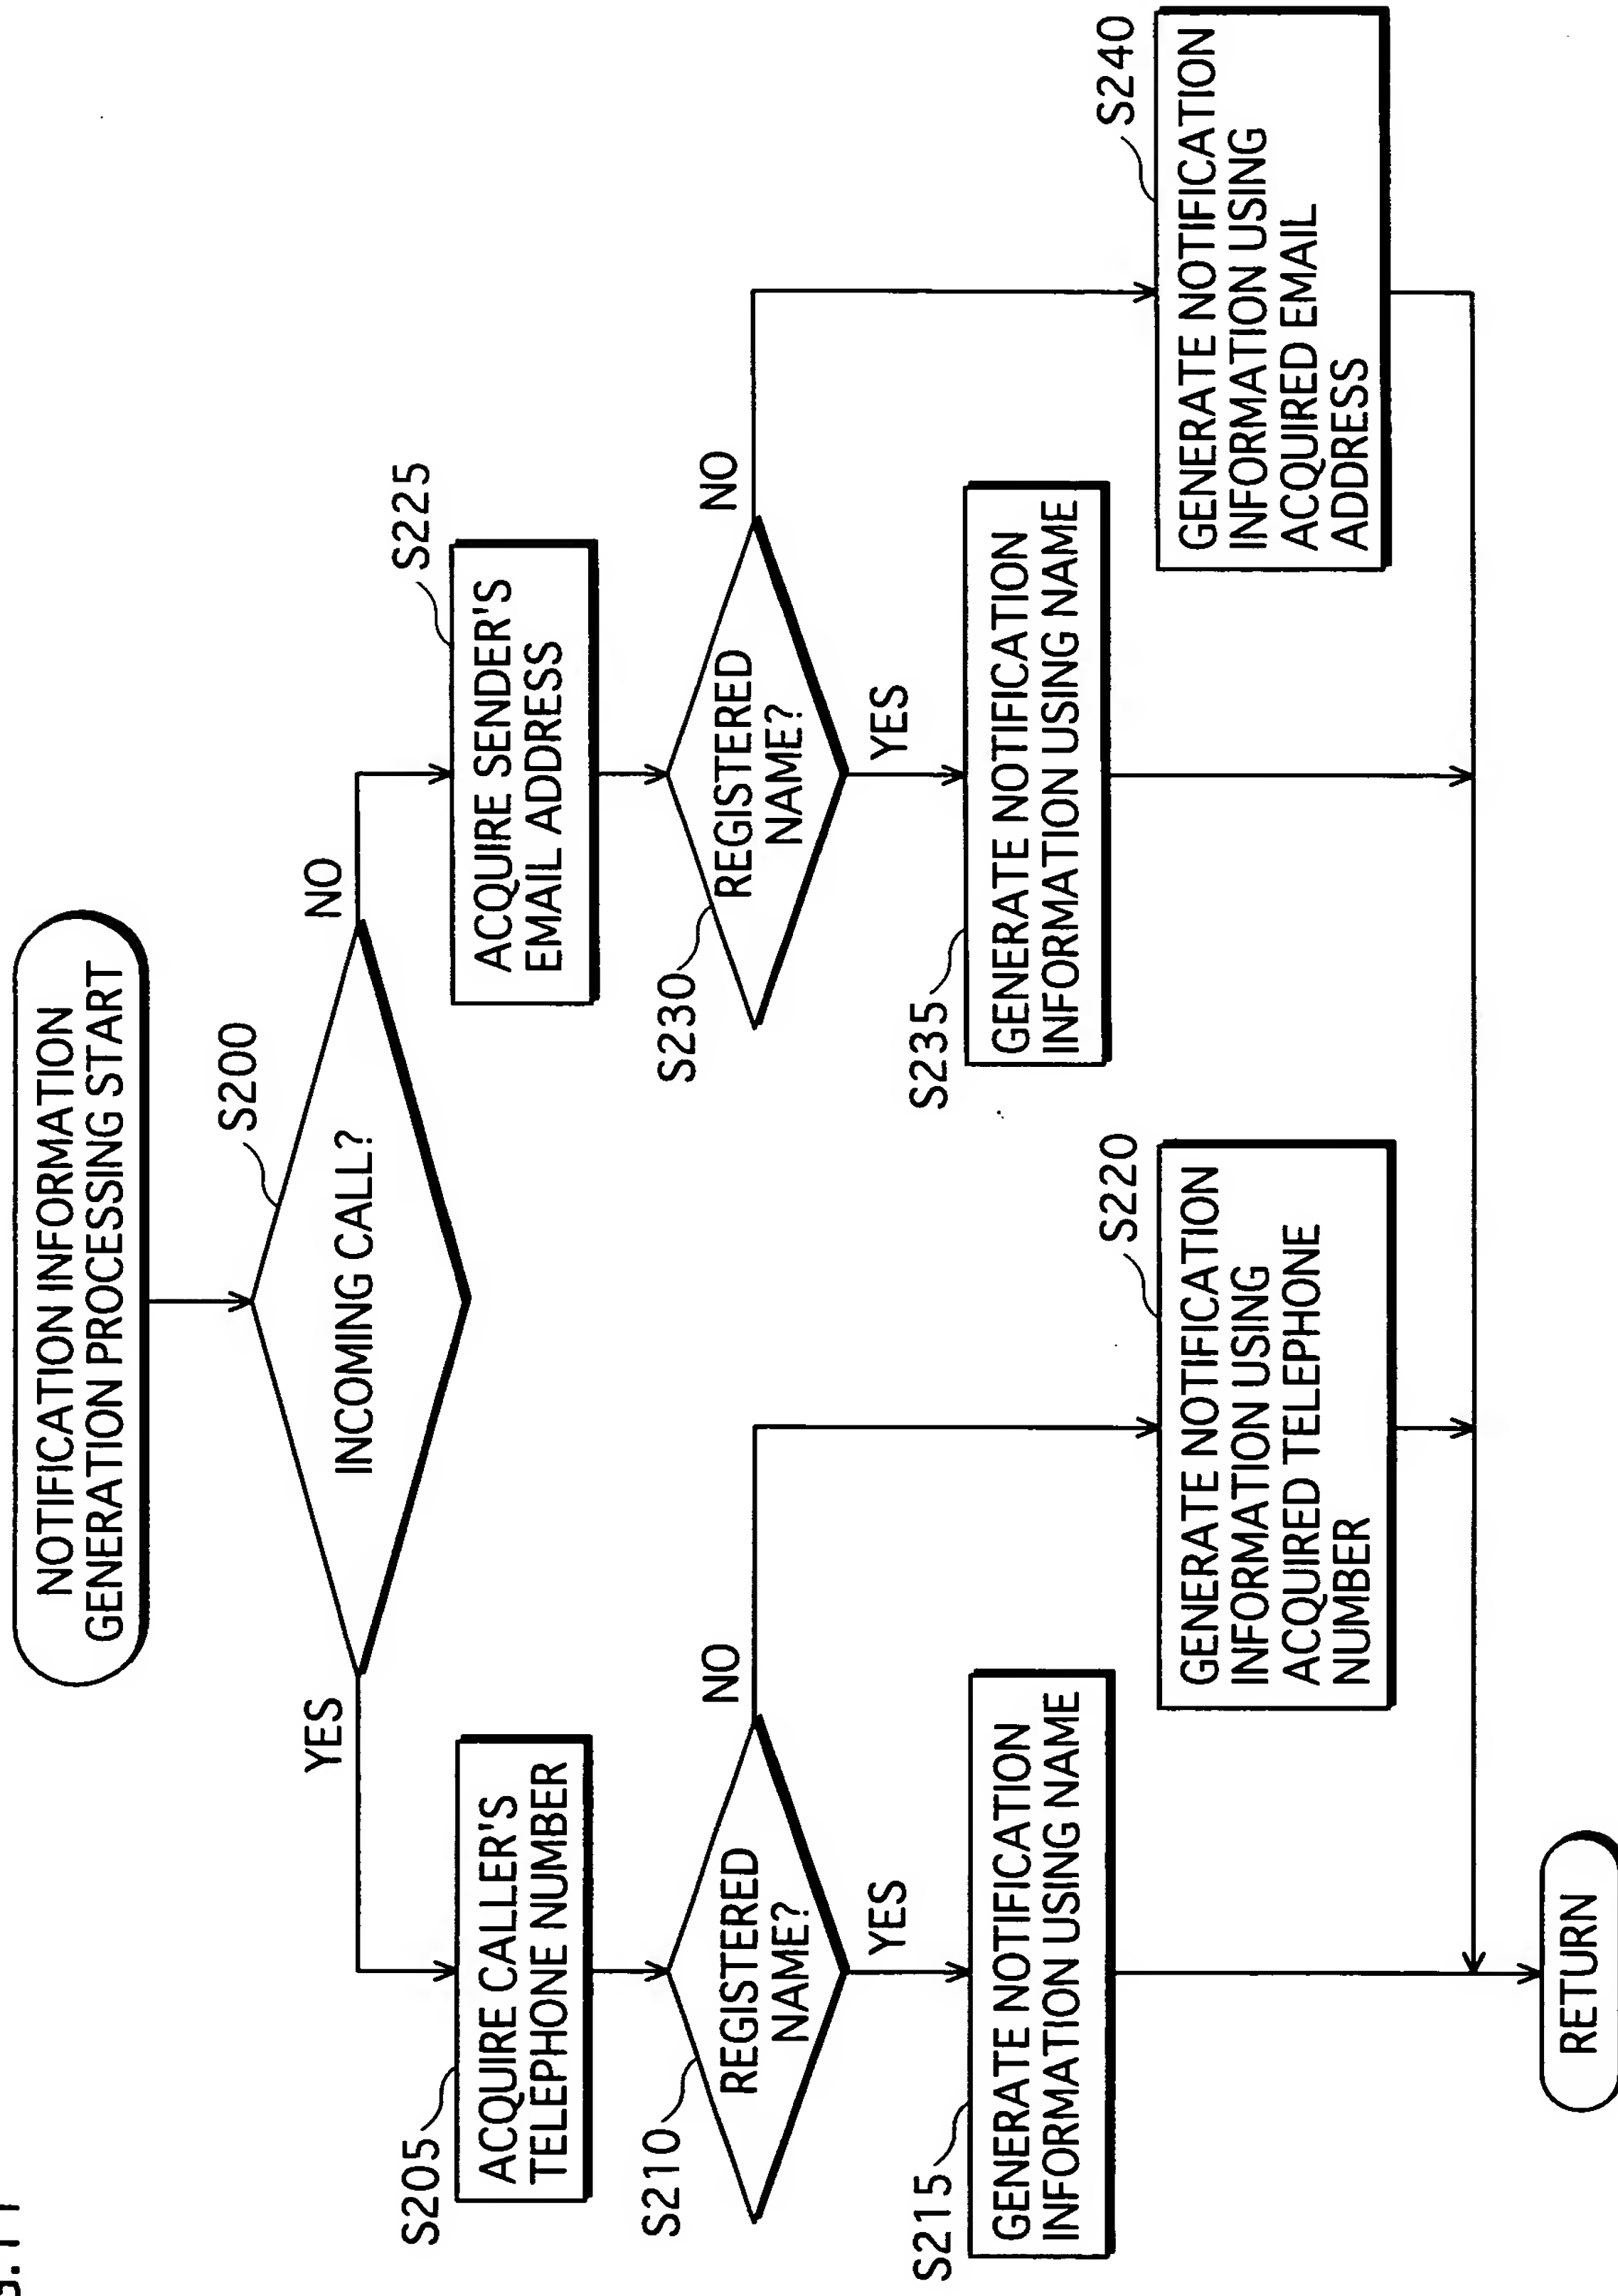 NOTIFICATION INFORMATION
GENERATION PROCESSING START
S200
INCOMING CALL?
YES
NO
S205
ACQUIRE CALLER'S
TELEPHONE NUMBER
S225
ACQUIRE SENDER'S
EMAIL ADDRESS
S210
REGISTERED
NAME?
NO
YES
S230
REGISTERED
NAME?
NO
YES
S215
GENERATE NOTIFICATION
INFORMATION USING NAME
S235
GENERATE NOTIFICATION
INFORMATION USING NAME
S220
GENERATE NOTIFICATION
INFORMATION USING
ACQUIRED TELEPHONE
NUMBER
S240
GENERATE NOTIFICATION
INFORMATION USING
ACQUIRED EMAIL
ADDRESS
RETURN